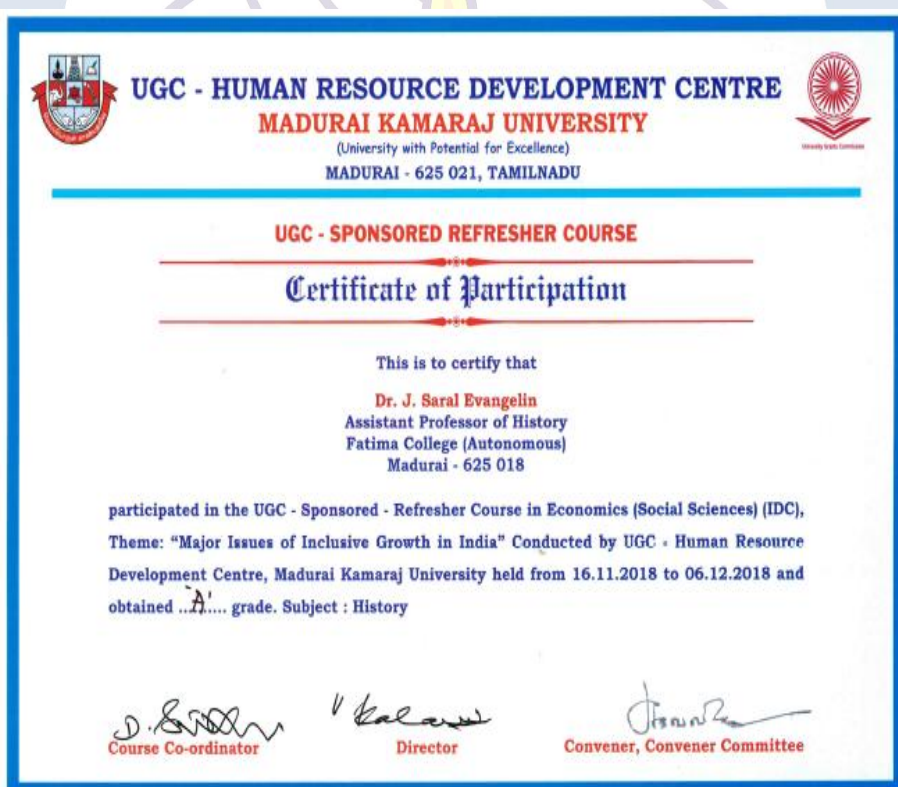 UGC - HUMAN RESOURCE DEVELOPMENT CENTRE
MADURAI KAMARAJ UNIVERSITY
(University with Potential for Excellence)
MADURAI - 625 021, TAMILNADU
University Grants Commission
UGC - SPONSORED REFRESHER COURSE
Certificate of Participation
This is to certify that
Dr. J. Saral Evangelin
Assistant Professor of History
Fatima College (Autonomous)
Madurai - 625 018
participated in the UGC - Sponsored - Refresher Course in Economics (Social Sciences) (IDC),
Theme: “Major Issues of Inclusive Growth in India” Conducted by UGC - Human Resource
Development Centre, Madurai Kamaraj University held from 16.11.2018 to 06.12.2018 and
obtained ...'A'.... grade. Subject : History
Course Co-ordinator
Director
Convener, Convener Committee